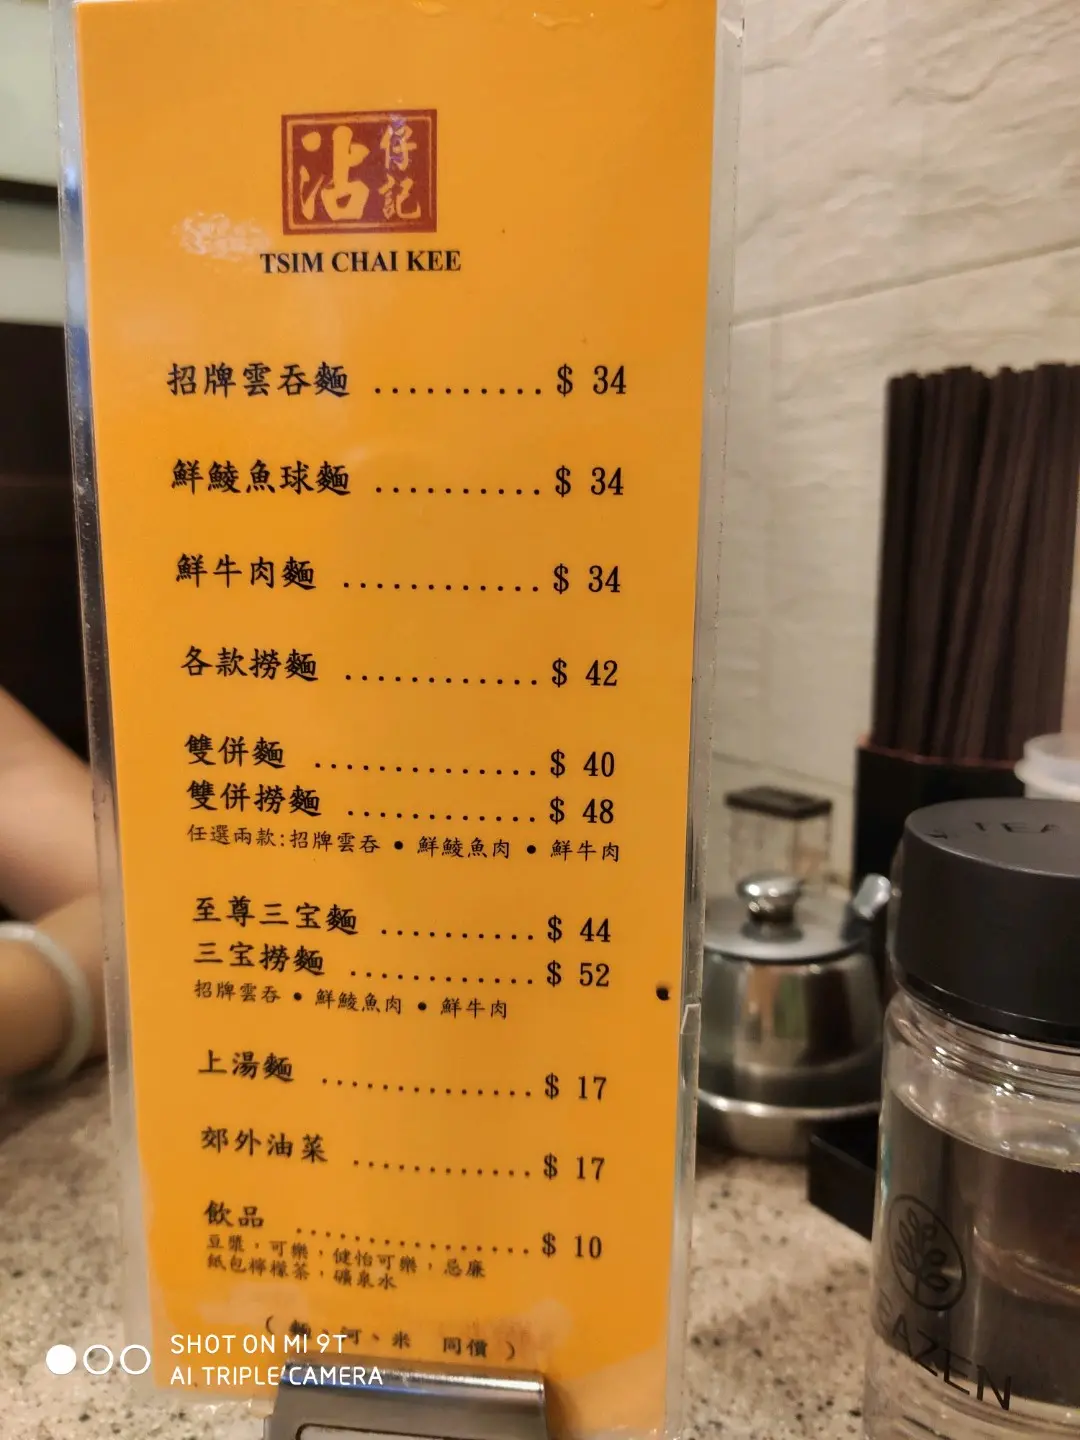 沾仔記
TSIM CHAI KEE
招牌雲吞麵 .......... $ 34
鮮鯪魚球麵 .......... $ 34
鮮牛肉麵 ............ $ 34
各款撈麵 ............ $ 42
雙併麵 .............. $ 40
雙併撈麵 ............ $ 48
任選兩款:招牌雲吞 • 鮮鯪魚肉 • 鮮牛肉
至尊三宝麵 .......... $ 44
三宝撈麵 ............ $ 52
招牌雲吞 • 鮮鯪魚肉 • 鮮牛肉
上湯麵 .............. $ 17
郊外油菜 ............ $ 17
飲品 ................ $ 10
豆漿,可樂,健怡可樂,忌廉
紙包檸檬茶,礦泉水
(麵、河、米 同價)
SHOT ON MI 9T
AI TRIPLE CAMERA
TEA
EAZEN